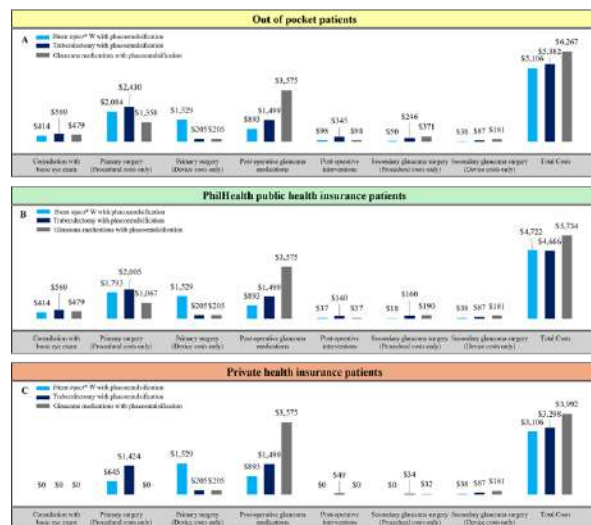 Out of pocket patients
A
iStent inject® W with phacoemulsification
Trabeculectomy with phacoemulsification
Glaucoma medications with phacoemulsification
$414 $560 $479
$2,084 $2,430 $1,358
$1,529 $205 $205
$893 $1,499 $3,575
$98 $345 $98
$50 $246 $371
$38 $87 $181
$5,106 $5,382 $6,267
Consultation with basic eye exam
Primary surgery (Procedural costs only)
Primary surgery (Device costs only)
Post-operative glaucoma medications
Post-operative interventions
Secondary glaucoma surgery (Procedural costs only)
Secondary glaucoma surgery (Device costs only)
Total Costs
PhilHealth public health insurance patients
B
iStent inject® W with phacoemulsification
Trabeculectomy with phacoemulsification
Glaucoma medications with phacoemulsification
$414 $560 $479
$1,793 $2,005 $1,067
$1,529 $205 $205
$893 $1,499 $3,575
$37 $140 $37
$18 $160 $190
$38 $87 $181
$4,722 $4,656 $5,734
Consultation with basic eye exam
Primary surgery (Procedural costs only)
Primary surgery (Device costs only)
Post-operative glaucoma medications
Post-operative interventions
Secondary glaucoma surgery (Procedural costs only)
Secondary glaucoma surgery (Device costs only)
Total Costs
Private health insurance patients
C
iStent inject® W with phacoemulsification
Trabeculectomy with phacoemulsification
Glaucoma medications with phacoemulsification
$0 $0 $0
$645 $1,424 $0
$1,529 $205 $205
$893 $1,499 $3,575
$0 $49 $0
$0 $34 $32
$38 $87 $181
$3,106 $3,298 $3,992
Consultation with basic eye exam
Primary surgery (Procedural costs only)
Primary surgery (Device costs only)
Post-operative glaucoma medications
Post-operative interventions
Secondary glaucoma surgery (Procedural costs only)
Secondary glaucoma surgery (Device costs only)
Total Costs